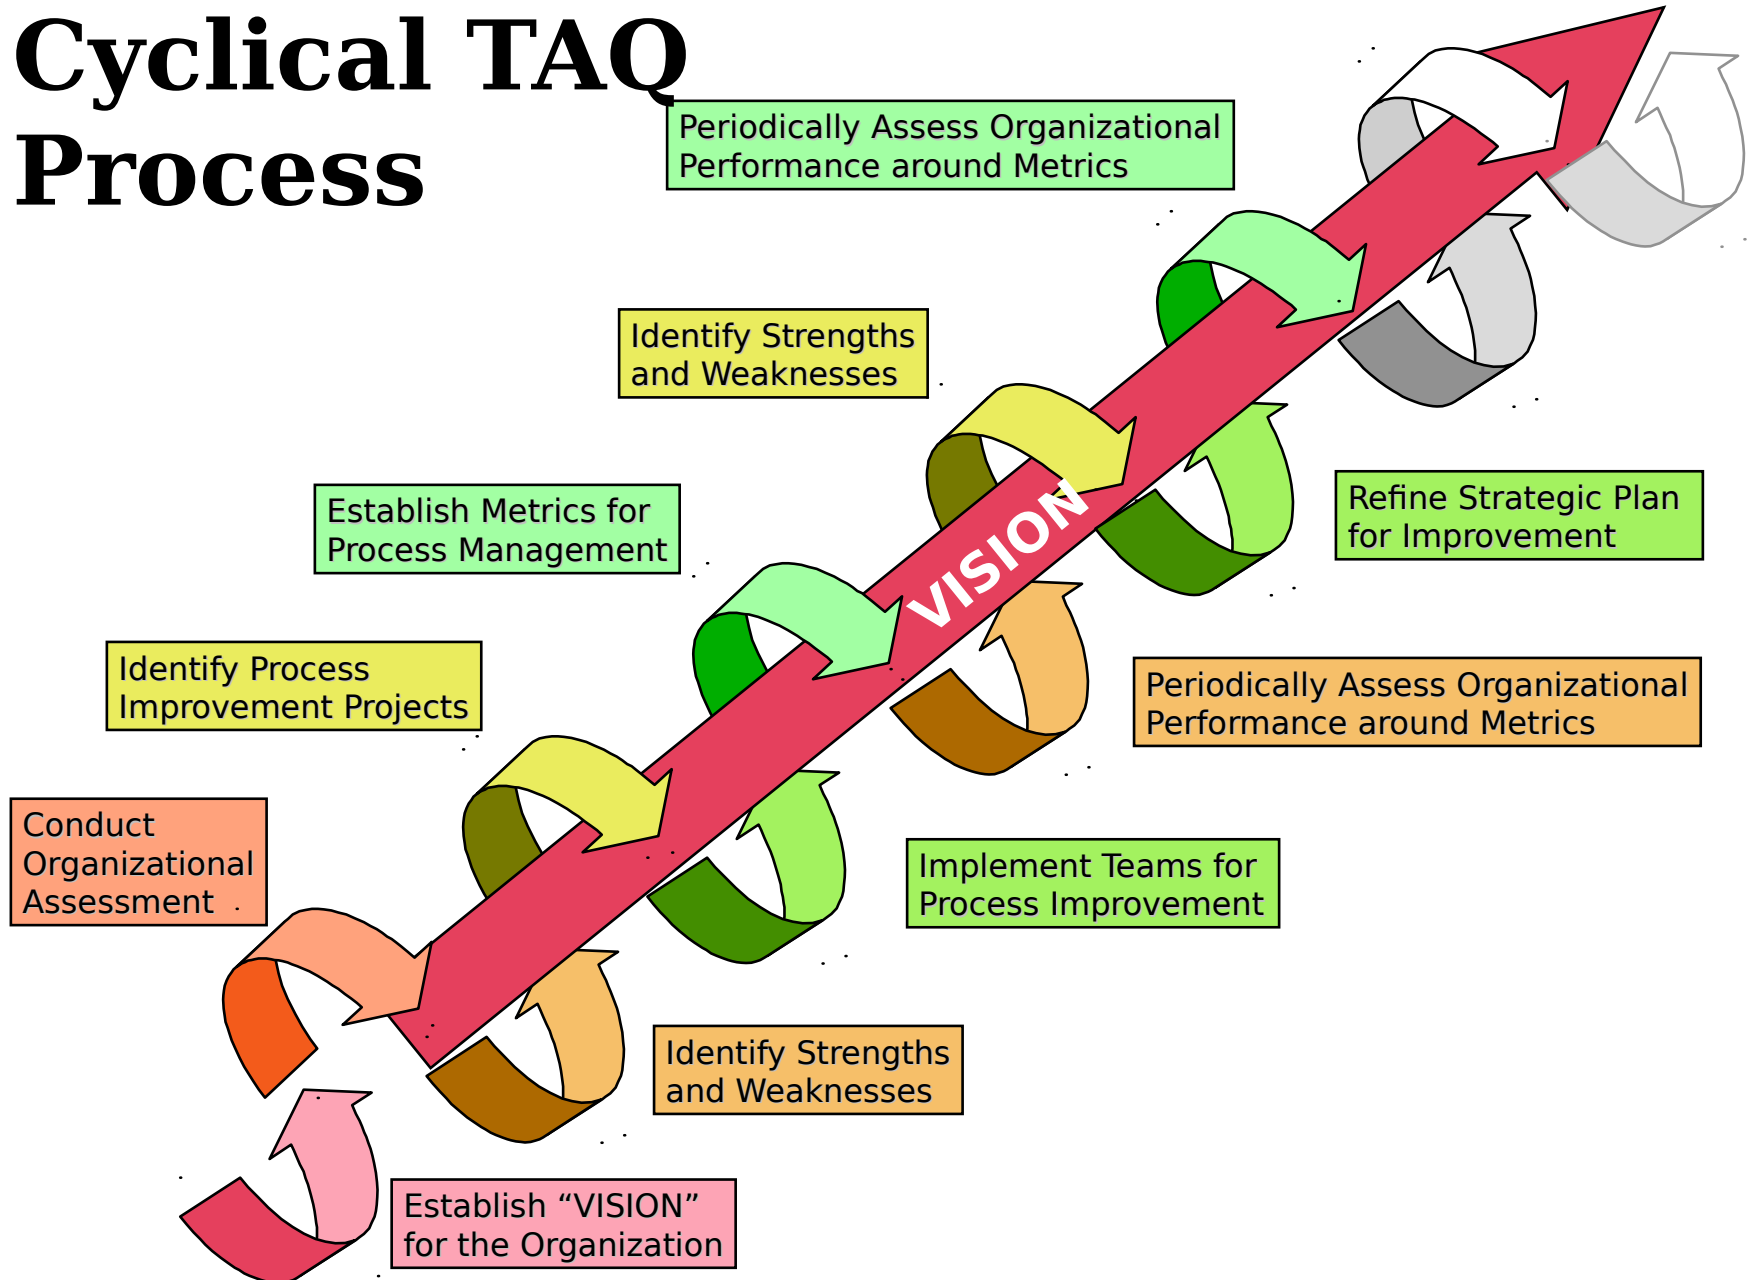 Cyclical TAQ
Process
Periodically Assess Organizational
Performance around Metrics
Identify Strengths
and Weaknesses
Establish Metrics for
Process Management
Refine Strategic Plan
for Improvement
VISION
Identify Process
Improvement Projects
Periodically Assess Organizational
Performance around Metrics
Conduct
Organizational
Assessment
Implement Teams for
Process Improvement
Identify Strengths
and Weaknesses
Establish “VISION”
for the Organization